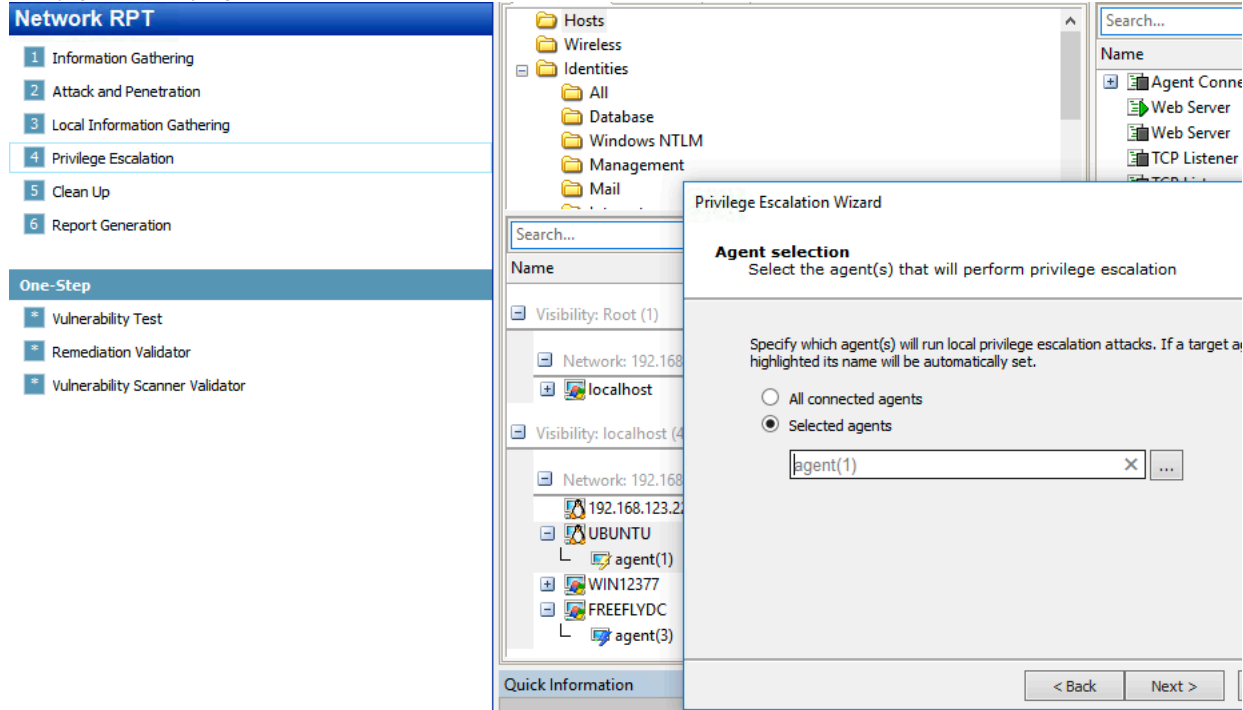 Network RPT
1 Information Gathering
2 Attack and Penetration
3 Local Information Gathering
4 Privilege Escalation
5 Clean Up
6 Report Generation
One-Step
* Vulnerability Test
* Remediation Validator
* Vulnerability Scanner Validator
Hosts
Wireless
Identities
All
Database
Windows NTLM
Management
Mail
Search...
Name
Visibility: Root (1)
Network: 192.168
localhost
Visibility: localhost (4
Network: 192.168
192.168.123.22
UBUNTU
agent(1)
WIN12377
FREEFLYDC
agent(3)
Quick Information
Search...
Name
Agent Conne
Web Server
Web Server
TCP Listener
Privilege Escalation Wizard
Agent selection
Select the agent(s) that will perform privilege escalation
Specify which agent(s) will run local privilege escalation attacks. If a target ag
highlighted its name will be automatically set.
All connected agents
Selected agents
agent(1)
...
< Back
Next >